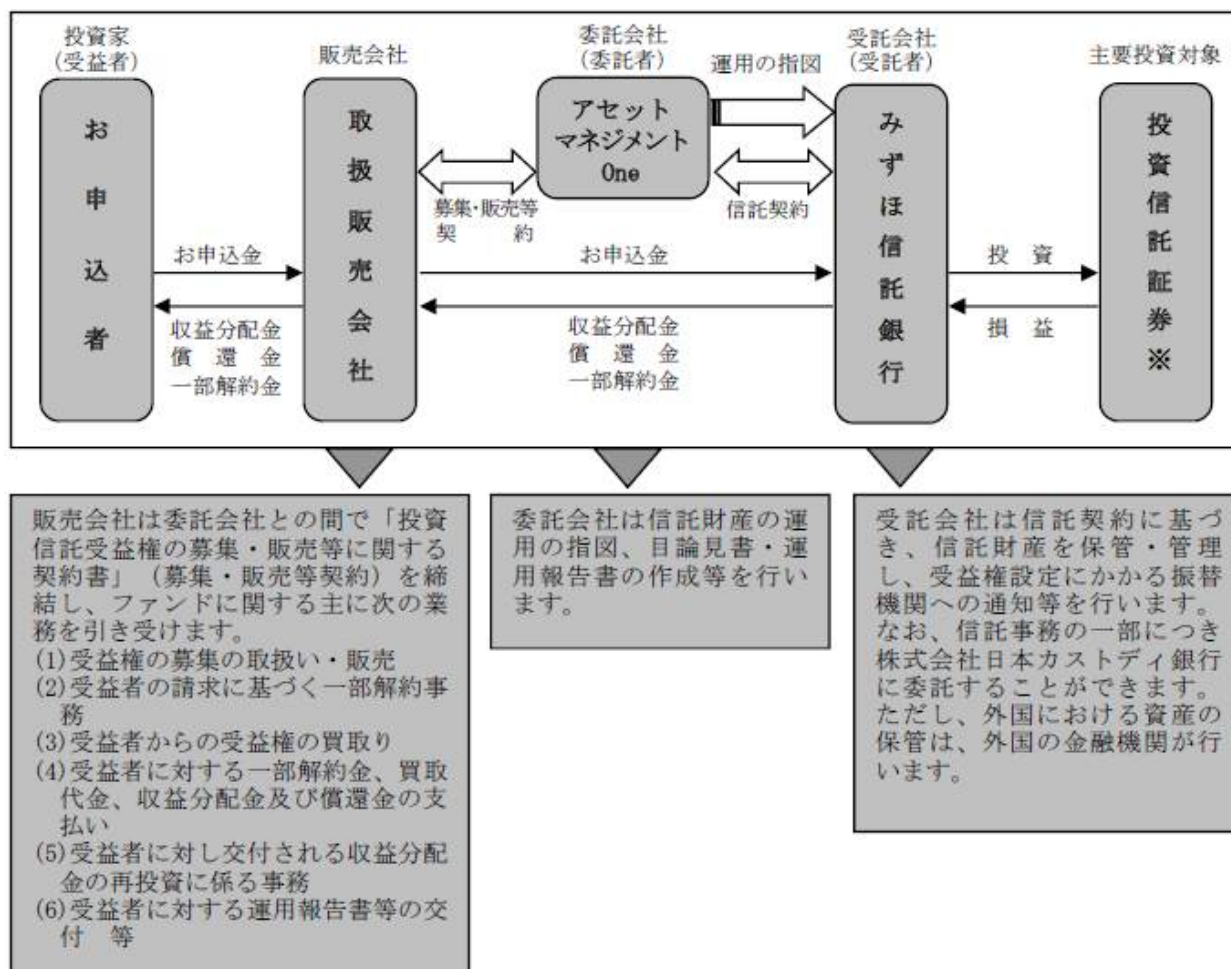 投資家
(受益者)
販売会社
委託会社
(委託者)
運用の指図
受託会社
(受託者)
主要投資対象
お申込者
取扱販売会社
アセット
マネジメント
One
みずほ信託銀行
投資信託証券※
募集・販売等
契　約
信託契約
お申込金
お申込金
投　資
収益分配金
償　還　金
一部解約金
収益分配金
償　還　金
一部解約金
損　益
販売会社は委託会社との間で「投資
信託受益権の募集・販売等に関する
契約書」（募集・販売等契約）を締
結し、ファンドに関する主に次の業
務を引き受けます。
(1)受益権の募集の取扱い・販売
(2)受益者の請求に基づく一部解約事
務
(3)受益者からの受益権の買取り
(4)受益者に対する一部解約金、買取
代金、収益分配金及び償還金の支
払い
(5)受益者に対し交付される収益分配
金の再投資に係る事務
(6)受益者に対する運用報告書等の交
付　等
委託会社は信託財産の運
用の指図、目論見書・運
用報告書の作成等を行い
ます。
受託会社は信託契約に基づ
き、信託財産を保管・管理
し、受益権設定にかかる振替
機関への通知等を行います。
なお、信託事務の一部につき
株式会社日本カストディ銀行
に委託することができます。
ただし、外国における資産の
保管は、外国の金融機関が行
います。